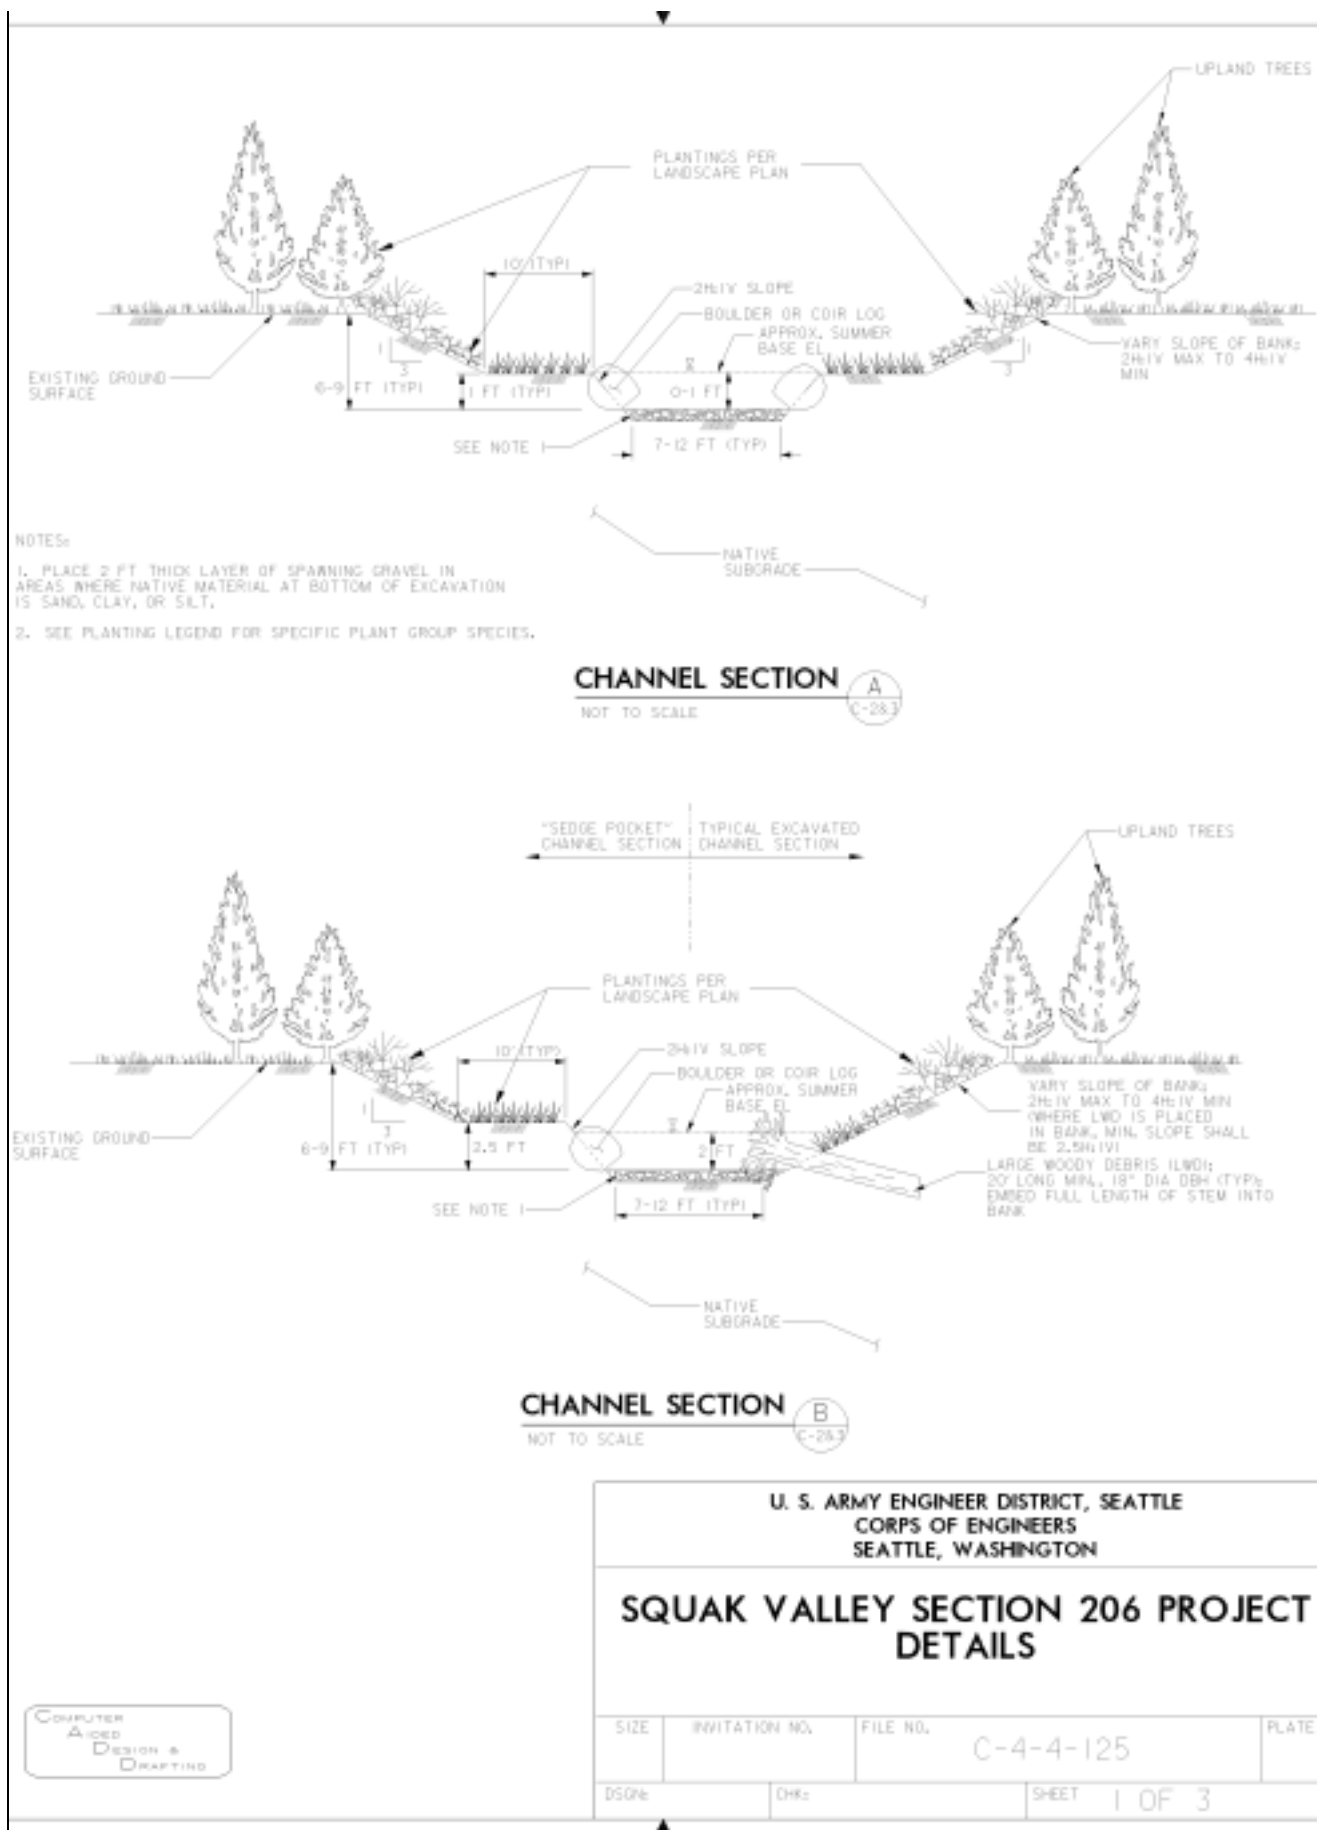 UPLAND TREES
PLANTINGS PER
LANDSCAPE PLAN
10' (TYP)
2H:1V SLOPE
BOULDER OR COIR LOG
APPROX. SUMMER
BASE EL
VARY SLOPE OF BANK:
2H:1V MAX TO 4H:1V
MIN
1
3
1
3
EXISTING GROUND
SURFACE
6-9 FT (TYP)
1 FT (TYP)
0-1 FT
SEE NOTE 1
7-12 FT (TYP)
NATIVE
SUBGRADE
NOTES:
1. PLACE 2 FT THICK LAYER OF SPAWNING GRAVEL IN
AREAS WHERE NATIVE MATERIAL AT BOTTOM OF EXCAVATION
IS SAND, CLAY, OR SILT.
2. SEE PLANTING LEGEND FOR SPECIFIC PLANT GROUP SPECIES.
CHANNEL SECTION
A
C-2&3
NOT TO SCALE
"SEDGE POCKET"
CHANNEL SECTION
TYPICAL EXCAVATED
CHANNEL SECTION
UPLAND TREES
PLANTINGS PER
LANDSCAPE PLAN
10' (TYP)
2H:1V SLOPE
BOULDER OR COIR LOG
APPROX. SUMMER
BASE EL
VARY SLOPE OF BANK:
2H:1V MAX TO 4H:1V MIN
(WHERE LWD IS PLACED
IN BANK, MIN. SLOPE SHALL
BE 2.5H:1V)
1
3
EXISTING GROUND
SURFACE
6-9 FT (TYP)
2.5 FT
2 FT
LARGE WOODY DEBRIS (LWD):
20' LONG MIN., 18" DIA DBH (TYP);
EMBED FULL LENGTH OF STEM INTO
BANK
SEE NOTE 1
7-12 FT (TYP)
NATIVE
SUBGRADE
CHANNEL SECTION
B
C-2&3
NOT TO SCALE
U. S. ARMY ENGINEER DISTRICT, SEATTLE
CORPS OF ENGINEERS
SEATTLE, WASHINGTON
SQUAK VALLEY SECTION 206 PROJECT
DETAILS
COMPUTER
AIDED
DESIGN &
DRAFTING
SIZE
INVITATION NO.
FILE NO.
C-4-4-125
PLATE
DSGN:
CHK:
SHEET 1 OF 3